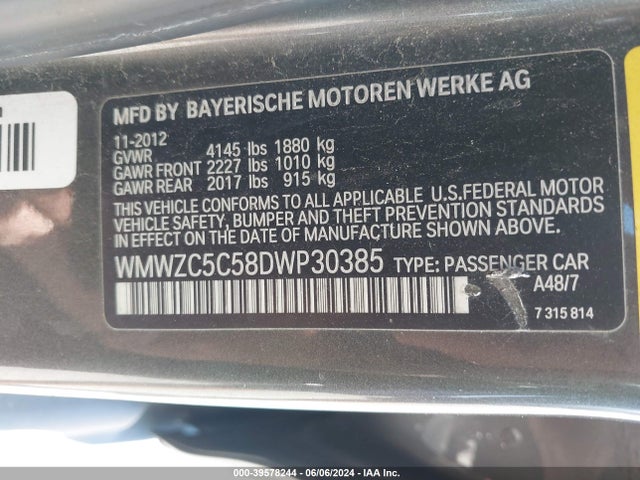 MFD BY BAYERISCHE MOTOREN WERKE AG
11-2012
GVWR 4145 lbs 1880 kg
GAWR FRONT 2227 lbs 1010 kg
GAWR REAR 2017 lbs 915 kg
THIS VEHICLE CONFORMS TO ALL APPLICABLE U.S.FEDERAL MOTOR
VEHICLE SAFETY, BUMPER AND THEFT PREVENTION STANDARDS
IN EFFECT ON THE DATE OF MANUFACTURE SHOWN ABOVE.
WMWZC5C58DWP30385 TYPE: PASSENGER CAR
A48/7
7 315 814
000-39578244 - 06/06/2024 - IAA Inc.